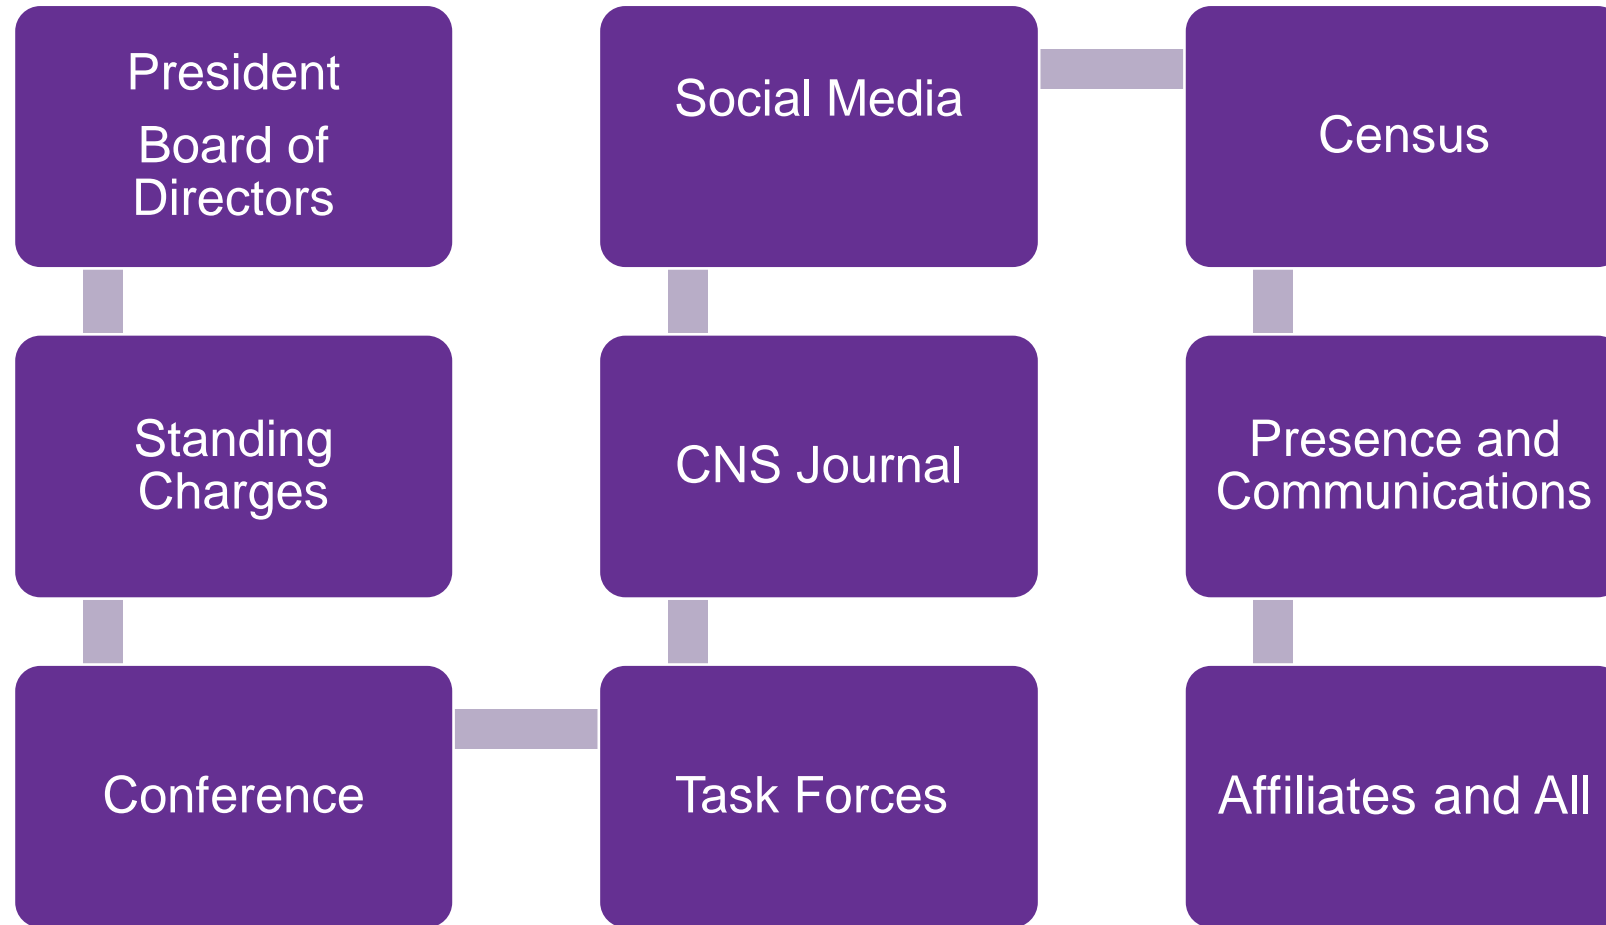 President
Board of
Directors
Standing
Charges
Conference
Task Forces
CNS Journal
Social Media
Census
Presence and
Communications
Affiliates and All